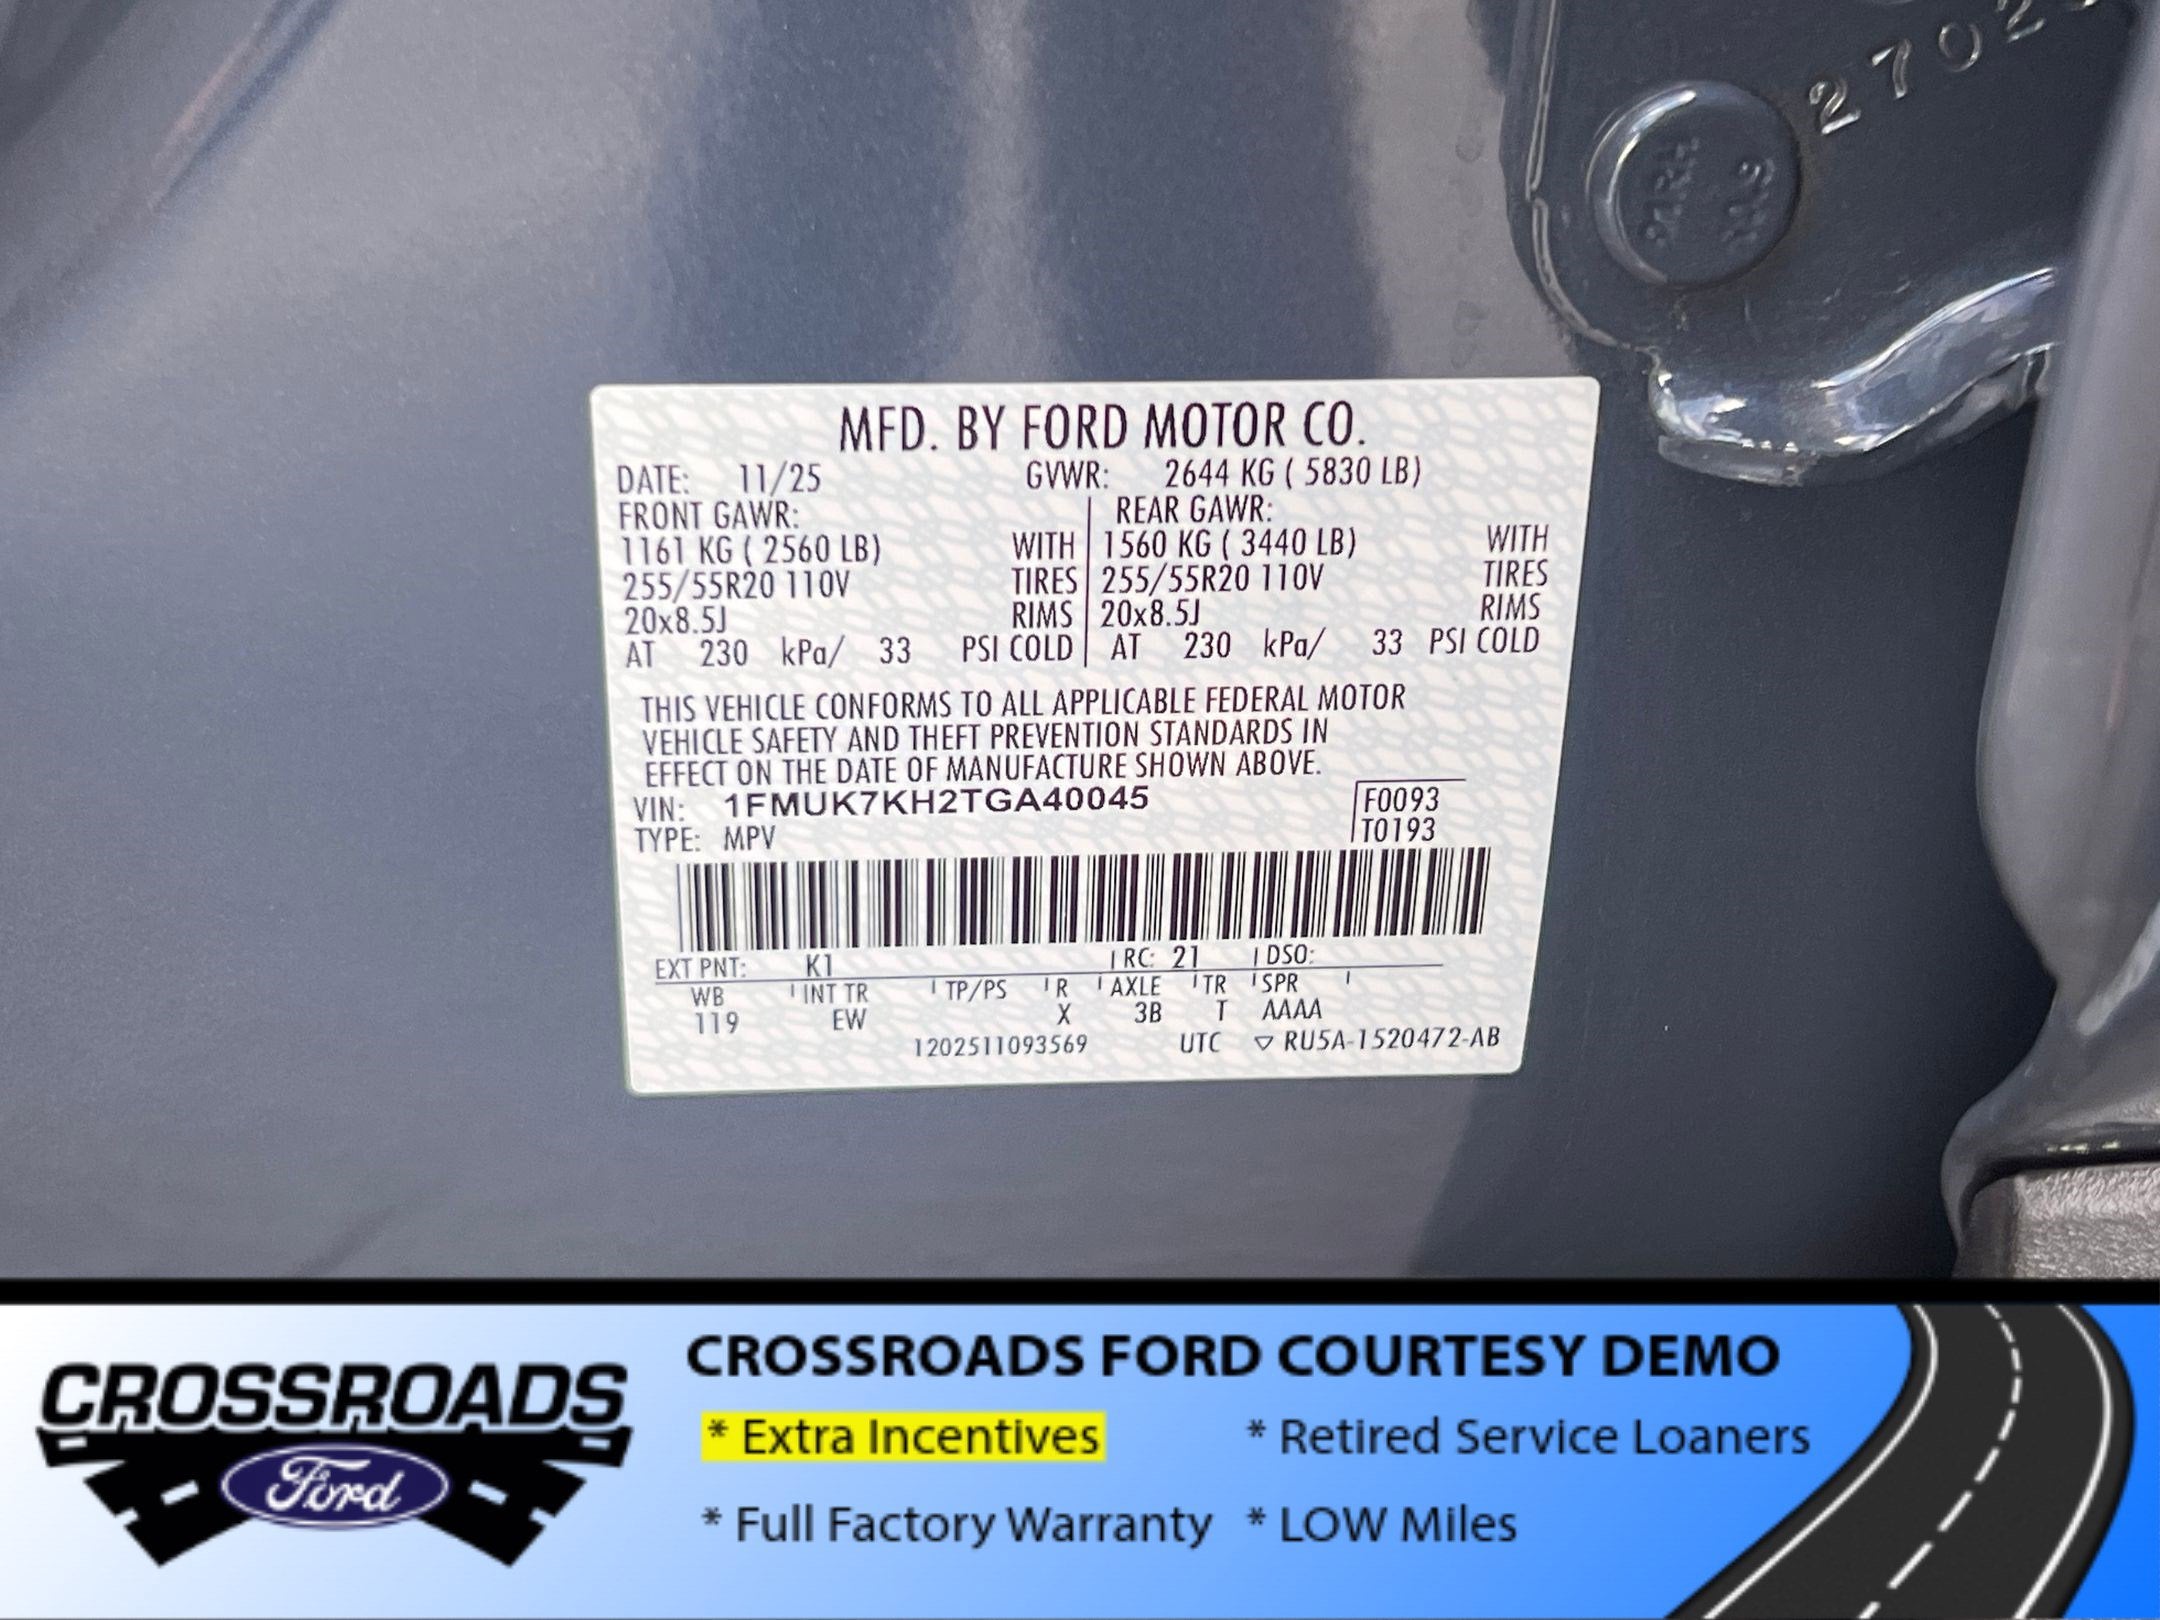 2702
MFD. BY FORD MOTOR CO.
DATE: 11/25 GVWR: 2644 KG ( 5830 LB)
FRONT GAWR: REAR GAWR:
1161 KG ( 2560 LB) WITH 1560 KG ( 3440 LB) WITH
255/55R20 110V TIRES 255/55R20 110V TIRES
20x8.5J RIMS 20x8.5J RIMS
AT 230 kPa/ 33 PSI COLD AT 230 kPa/ 33 PSI COLD
THIS VEHICLE CONFORMS TO ALL APPLICABLE FEDERAL MOTOR
VEHICLE SAFETY AND THEFT PREVENTION STANDARDS IN
EFFECT ON THE DATE OF MANUFACTURE SHOWN ABOVE.
VIN: 1FMUK7KH2TGA40045 F0093
TYPE: MPV T0193
EXT PNT: K1 RC: 21 DSO:
WB INT TR TP/PS R AXLE TR SPR
119 EW X 3B T AAAA
1202511093569 UTC ▽ RU5A-1520472-AB
CROSSROADS
Ford
CROSSROADS FORD COURTESY DEMO
* Extra Incentives * Retired Service Loaners
* Full Factory Warranty * LOW Miles